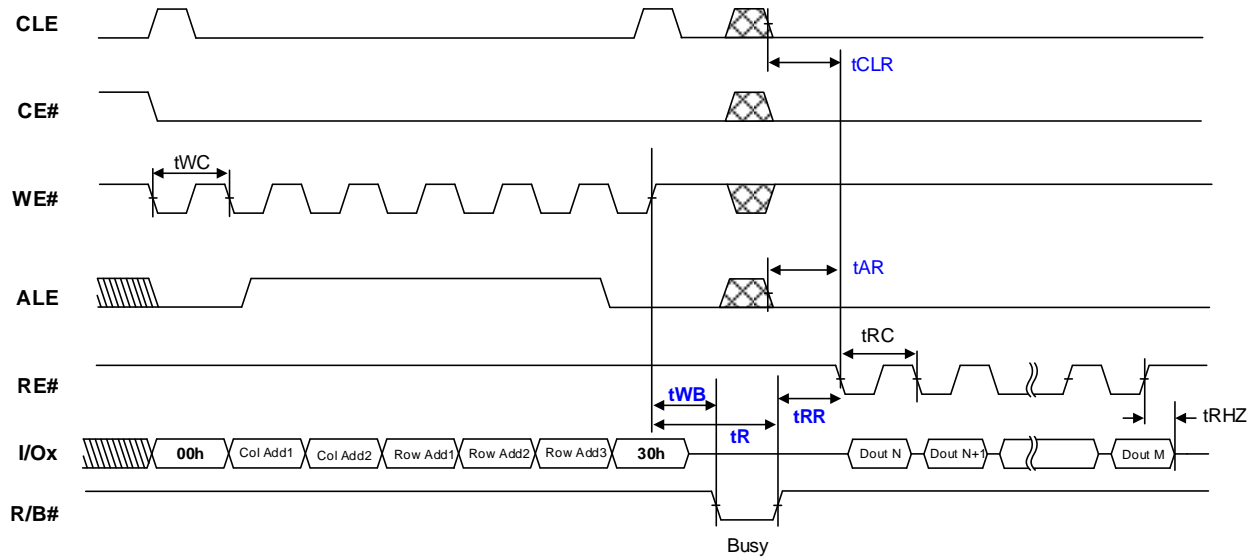 CLE
tCLR
CE#
tWC
WE#
tAR
ALE
tRC
RE#
tWB
tRR
tR
tRHZ
I/Ox
00h
Col Add1
Col Add2
Row Add1
Row Add2
Row Add3
30h
Dout N
Dout N+1
Dout M
R/B#
Busy